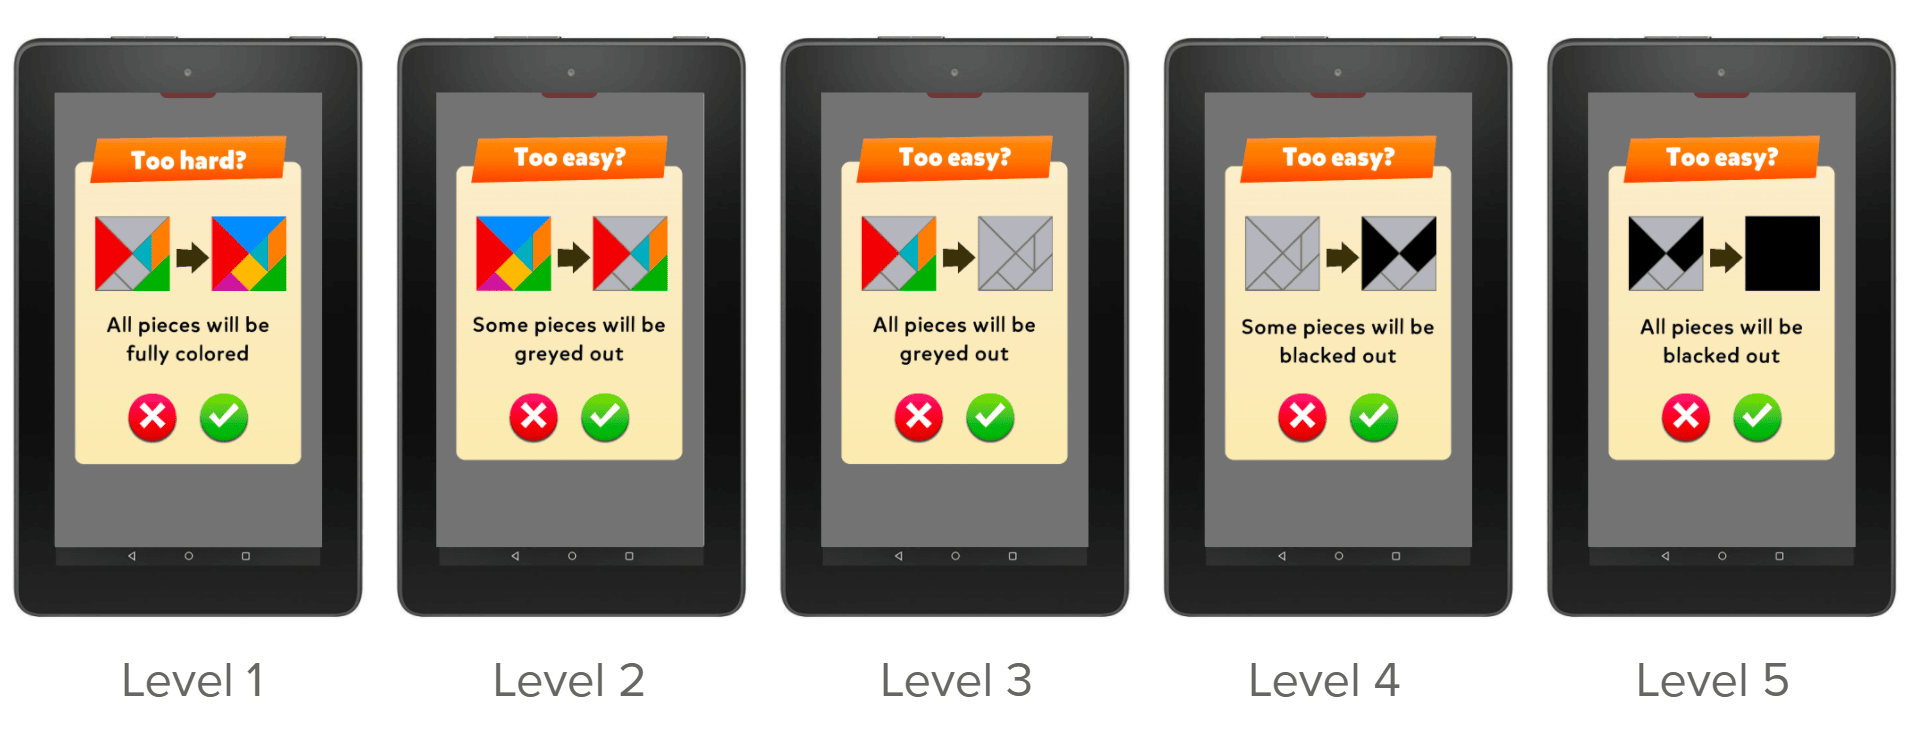 Too hard?
All pieces will be
fully colored
Too easy?
Some pieces will be
greyed out
Too easy?
All pieces will be
greyed out
Too easy?
Some pieces will be
blacked out
Too easy?
All pieces will be
blacked out
Level 1
Level 2
Level 3
Level 4
Level 5